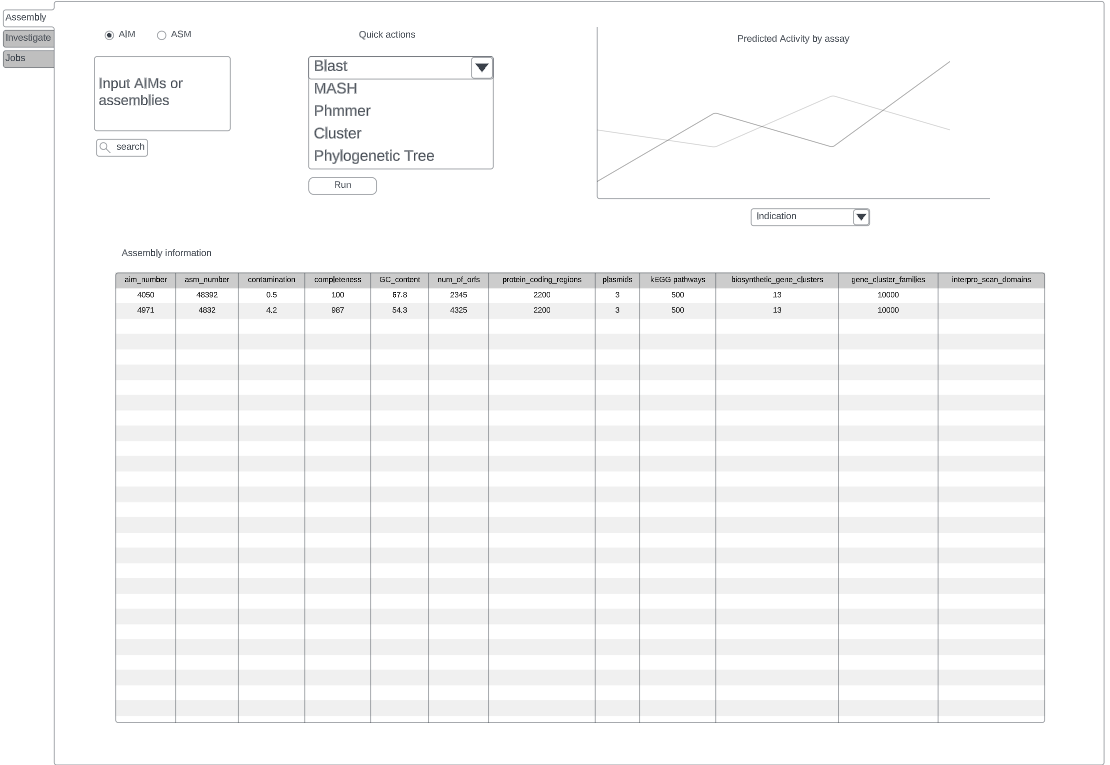 Assembly
Investigate
Jobs
AIM ASM
Input AIMs or
assemblies
search
Quick actions
Blast
MASH
Phmmer
Cluster
Phylogenetic Tree
Run
Predicted Activity by assay
Indication
Assembly information
aim_number asm_number contamination completeness GC_content num_of_orfs protein_coding_regions plasmids kEGG pathways biosynthetic_gene_clusters gene_cluster_families interpro_scan_domains
4050 48392 0.5 100 67.8 2345 2200 3 500 13 10000
4971 4832 4.2 987 54.3 4325 2200 3 500 13 10000